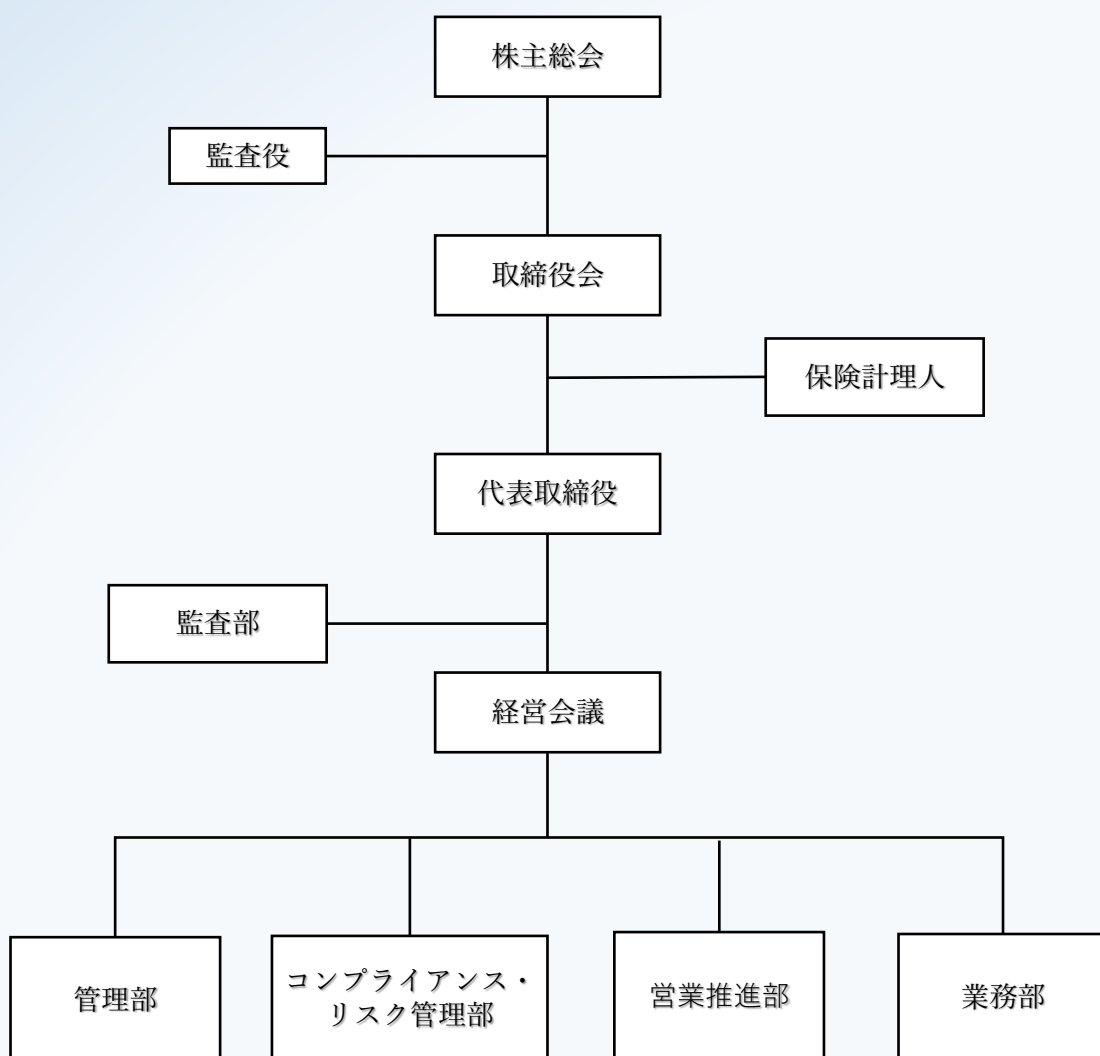 株主総会
監査役
取締役会
保険計理人
代表取締役
監査部
経営会議
管理部
コンプライアンス・
リスク管理部
営業推進部
業務部